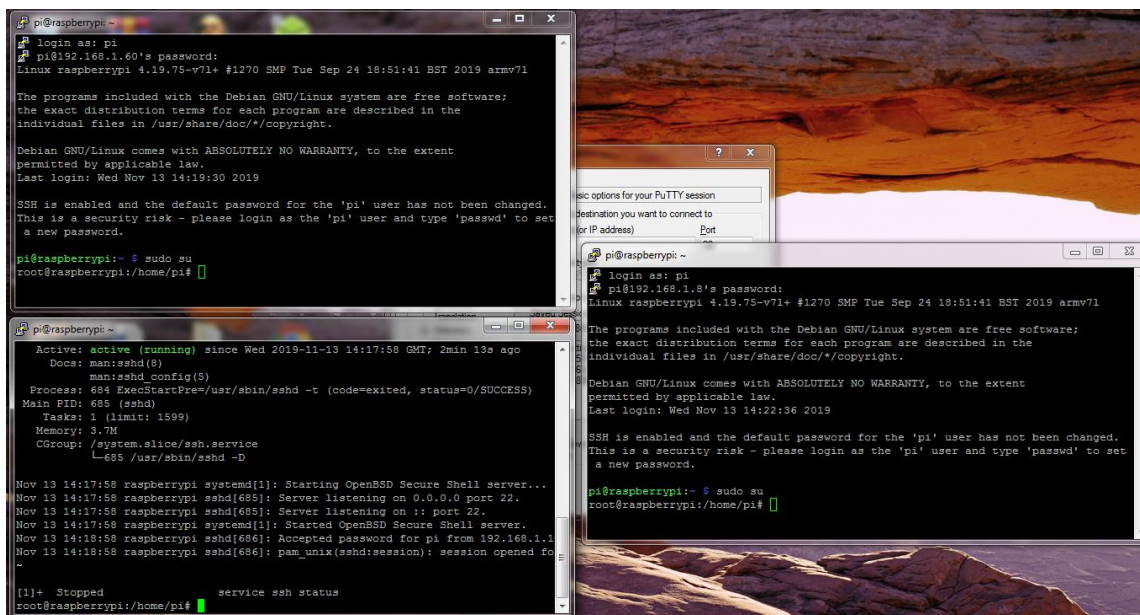 pi@raspberrypi: ~
login as: pi
pi@192.168.1.60's password:
Linux raspberrypi 4.19.75-v7l+ #1270 SMP Tue Sep 24 18:51:41 BST 2019 armv7l
The programs included with the Debian GNU/Linux system are free software;
the exact distribution terms for each program are described in the
individual files in /usr/share/doc/*/copyright.
Debian GNU/Linux comes with ABSOLUTELY NO WARRANTY, to the extent
permitted by applicable law.
Last login: Wed Nov 13 14:19:30 2019
SSH is enabled and the default password for the 'pi' user has not been changed.
This is a security risk - please login as the 'pi' user and type 'passwd' to set
a new password.
pi@raspberrypi:~ $ sudo su
root@raspberrypi:/home/pi#
pi@raspberrypi: ~
Active: active (running) since Wed 2019-11-13 14:17:58 GMT; 2min 13s ago
Docs: man:sshd(8)
man:sshd_config(5)
Process: 684 ExecStartPre=/usr/sbin/sshd -t (code=exited, status=0/SUCCESS)
Main PID: 685 (sshd)
Tasks: 1 (limit: 1599)
Memory: 3.7M
CGroup: /system.slice/ssh.service
└─685 /usr/sbin/sshd -D
Nov 13 14:17:58 raspberrypi systemd[1]: Starting OpenBSD Secure Shell server...
Nov 13 14:17:58 raspberrypi sshd[685]: Server listening on 0.0.0.0 port 22.
Nov 13 14:17:58 raspberrypi sshd[685]: Server listening on :: port 22.
Nov 13 14:17:58 raspberrypi systemd[1]: Started OpenBSD Secure Shell server.
Nov 13 14:18:58 raspberrypi sshd[686]: Accepted password for pi from 192.168.1.1
Nov 13 14:18:58 raspberrypi sshd[686]: pam_unix(sshd:session): session opened fo
~
[1]+ Stopped service ssh status
root@raspberrypi:/home/pi#
sic options for your PuTTY session
destination you want to connect to
(or IP address) Port
pi@raspberrypi: ~
login as: pi
pi@192.168.1.8's password:
Linux raspberrypi 4.19.75-v7l+ #1270 SMP Tue Sep 24 18:51:41 BST 2019 armv7l
The programs included with the Debian GNU/Linux system are free software;
the exact distribution terms for each program are described in the
individual files in /usr/share/doc/*/copyright.
Debian GNU/Linux comes with ABSOLUTELY NO WARRANTY, to the extent
permitted by applicable law.
Last login: Wed Nov 13 14:22:36 2019
SSH is enabled and the default password for the 'pi' user has not been changed.
This is a security risk - please login as the 'pi' user and type 'passwd' to set
a new password.
pi@raspberrypi:~ $ sudo su
root@raspberrypi:/home/pi#